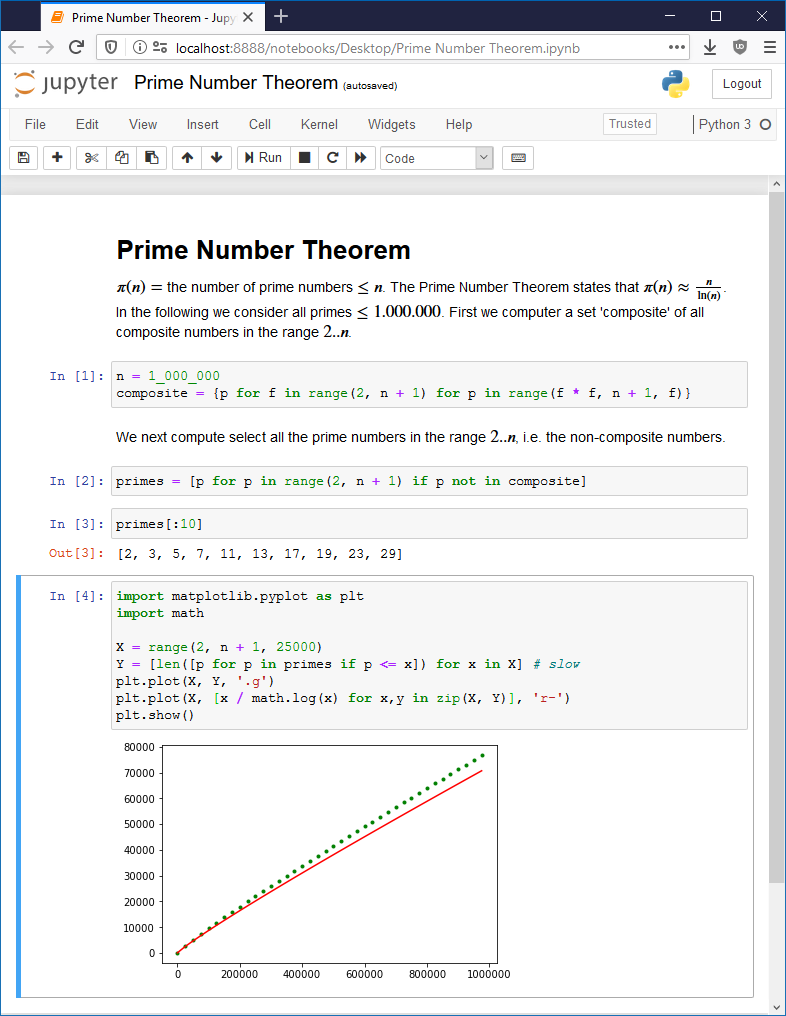 Prime Number Theorem - Jupy
localhost:8888/notebooks/Desktop/Prime Number Theorem.ipynb
jupyter Prime Number Theorem (autosaved)
Logout
File Edit View Insert Cell Kernel Widgets Help Trusted Python 3
Run Code
Prime Number Theorem
π(n) = the number of prime numbers ≤ n. The Prime Number Theorem states that π(n) ≈ n/ln(n).
In the following we consider all primes ≤ 1.000.000. First we computer a set 'composite' of all
composite numbers in the range 2..n.
In [1]: n = 1_000_000
composite = {p for f in range(2, n + 1) for p in range(f * f, n + 1, f)}
We next compute select all the prime numbers in the range 2..n, i.e. the non-composite numbers.
In [2]: primes = [p for p in range(2, n + 1) if p not in composite]
In [3]: primes[:10]
Out[3]: [2, 3, 5, 7, 11, 13, 17, 19, 23, 29]
In [4]: import matplotlib.pyplot as plt
import math
X = range(2, n + 1, 25000)
Y = [len([p for p in primes if p <= x]) for x in X] # slow
plt.plot(X, Y, '.g')
plt.plot(X, [x / math.log(x) for x,y in zip(X, Y)], 'r-')
plt.show()
80000
70000
60000
50000
40000
30000
20000
10000
0
0 200000 400000 600000 800000 1000000